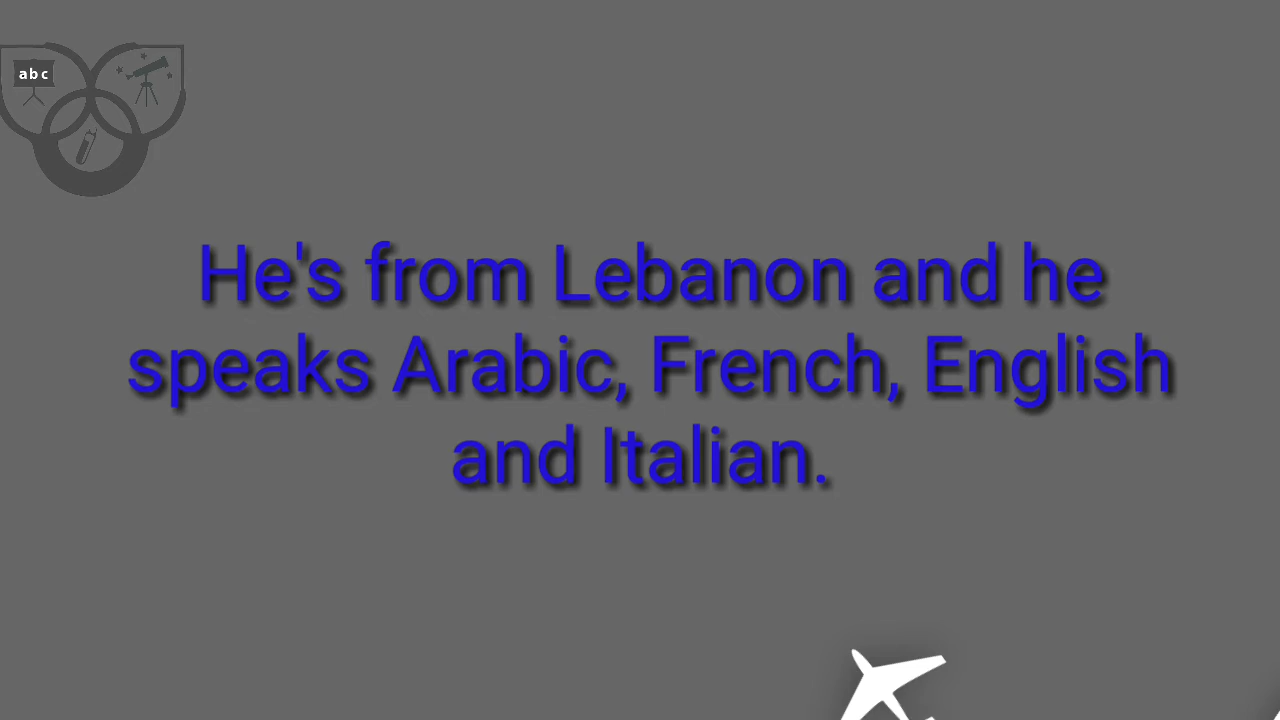 abc
He's from Lebanon and he
speaks Arabic, French, English
and Italian.